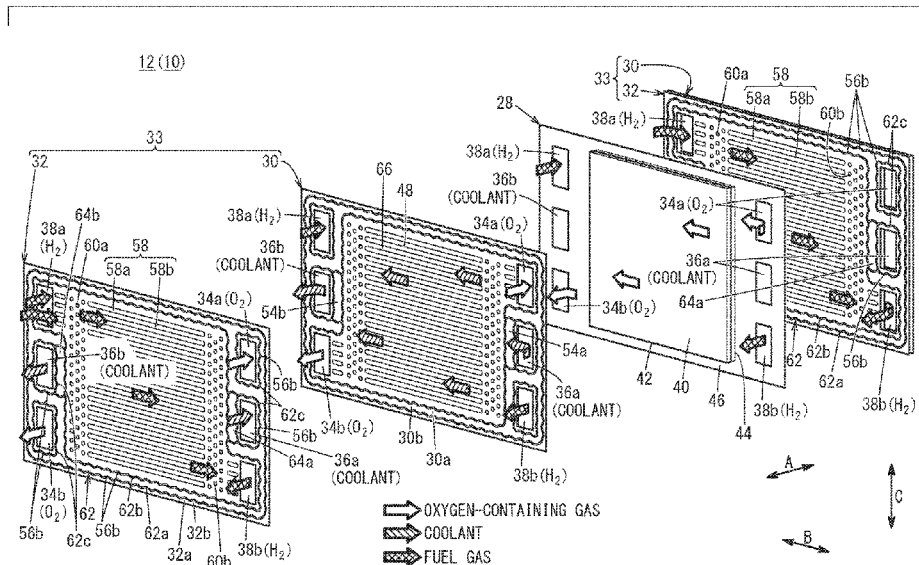 12(10)
33
32
30
28
33
30
32
60a
58
58a
58b
60b
56b
62c
38a(H2)
38a(H2)
36b
(COOLANT)
34a(O2)
66
48
38a(H2)
36b
(COOLANT)
34a(O2)
38a
(H2)
64b
60a
58
58a
58b
34a(O2)
54b
34b(O2)
36a
(COOLANT)
64a
36b
(COOLANT)
56b
62c
54a
36a
(COOLANT)
42
40
46
44
38b(H2)
62
62b
62a
56b
38b(H2)
56b
64a
36a
(COOLANT)
34b(O2)
30b
30a
38b(H2)
56b
34b
(O2)
62
62c
56b
62b
62a
32a
32b
60b
38b(H2)
OXYGEN-CONTAINING GAS
COOLANT
FUEL GAS
A
B
C